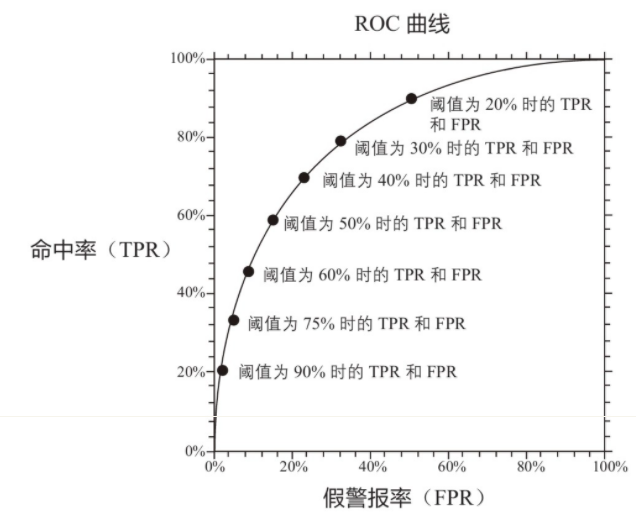 ROC 曲线
100%
阈值为 20% 时的 TPR
和 FPR
80%
阈值为 30% 时的 TPR 和 FPR
阈值为 40% 时的 TPR 和 FPR
60%
阈值为 50% 时的 TPR 和 FPR
命中率（TPR）
阈值为 60% 时的 TPR 和 FPR
40%
阈值为 75% 时的 TPR 和 FPR
20%
阈值为 90% 时的 TPR 和 FPR
0%
0% 20% 40% 60% 80% 100%
假警报率（FPR）